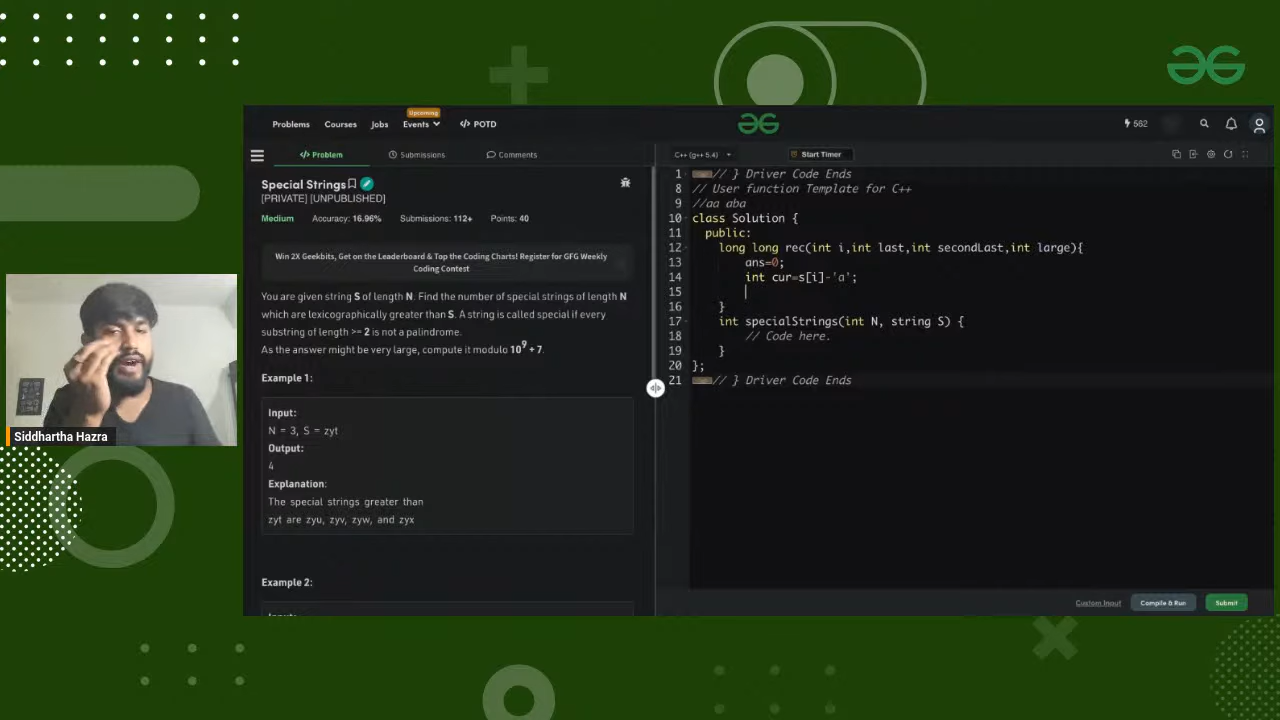 Upcoming
Problems Courses Jobs Events </> POTD
562
</> Problem Submissions Comments
C++ (g++ 5.4) Start Timer
Special Strings
[PRIVATE] [UNPUBLISHED]
Medium Accuracy: 16.96% Submissions: 112+ Points: 40
Win 2X Geekbits, Get on the Leaderboard & Top the Coding Charts! Register for GFG Weekly
Coding Contest
You are given string S of length N. Find the number of special strings of length N
which are lexicographically greater than S. A string is called special if every
substring of length >= 2 is not a palindrome.
As the answer might be very large, compute it modulo 10^9 + 7.
Example 1:
Input:
N = 3, S = zyt
Output:
4
Explanation:
The special strings greater than
zyt are zyu, zyv, zyw, and zyx
Example 2:
1 // } Driver Code Ends
8 // User function Template for C++
9 //aa aba
10 class Solution {
11 public:
12 long long rec(int i,int last,int secondLast,int large){
13 ans=0;
14 int cur=s[i]-'a';
15
16 }
17 int specialStrings(int N, string S) {
18 // Code here.
19 }
20 };
21 // } Driver Code Ends
Custom Input Compile & Run Submit
Siddhartha Hazra